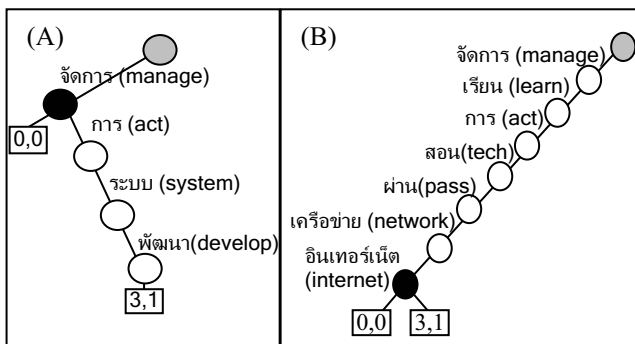 (A)
จัดการ (manage)
การ (act)
0,0
ระบบ (system)
พัฒนา(develop)
3,1
(B)
จัดการ (manage)
เรียน (learn)
การ (act)
สอน(tech)
ผ่าน(pass)
เครือข่าย (network)
อินเทอร์เน็ต
(internet)
0,0 3,1